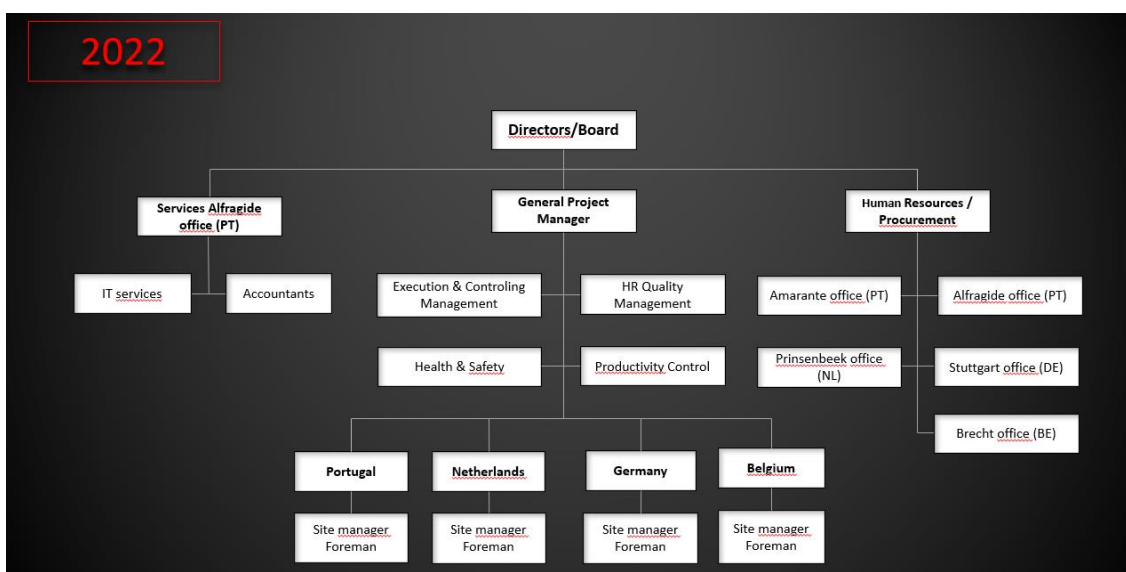 2022
Directors/Board
Services Alfragide
office (PT)
General Project
Manager
Human Resources /
Procurement
IT services
Accountants
Execution & Controling
Management
HR Quality
Management
Amarante office (PT)
Alfragide office (PT)
Health & Safety
Productivity Control
Prinsenbeek office
(NL)
Stuttgart office (DE)
Brecht office (BE)
Portugal
Netherlands
Germany
Belgium
Site manager
Foreman
Site manager
Foreman
Site manager
Foreman
Site manager
Foreman